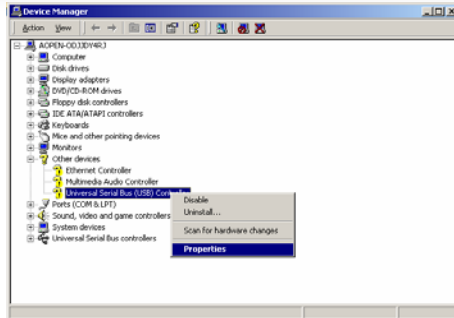 Device Manager
Action View
AOPEN-ODJJDY4RJ
Computer
Disk drives
Display adapters
DVD/CD-ROM drives
Floppy disk controllers
IDE ATA/ATAPI controllers
Keyboards
Mice and other pointing devices
Monitors
Other devices
Ethernet Controller
Multimedia Audio Controller
Universal Serial Bus (USB) Controller
Disable
Ports (COM & LPT)
Uninstall...
Sound, video and game controllers
System devices
Scan for hardware changes
Universal Serial Bus controllers
Properties